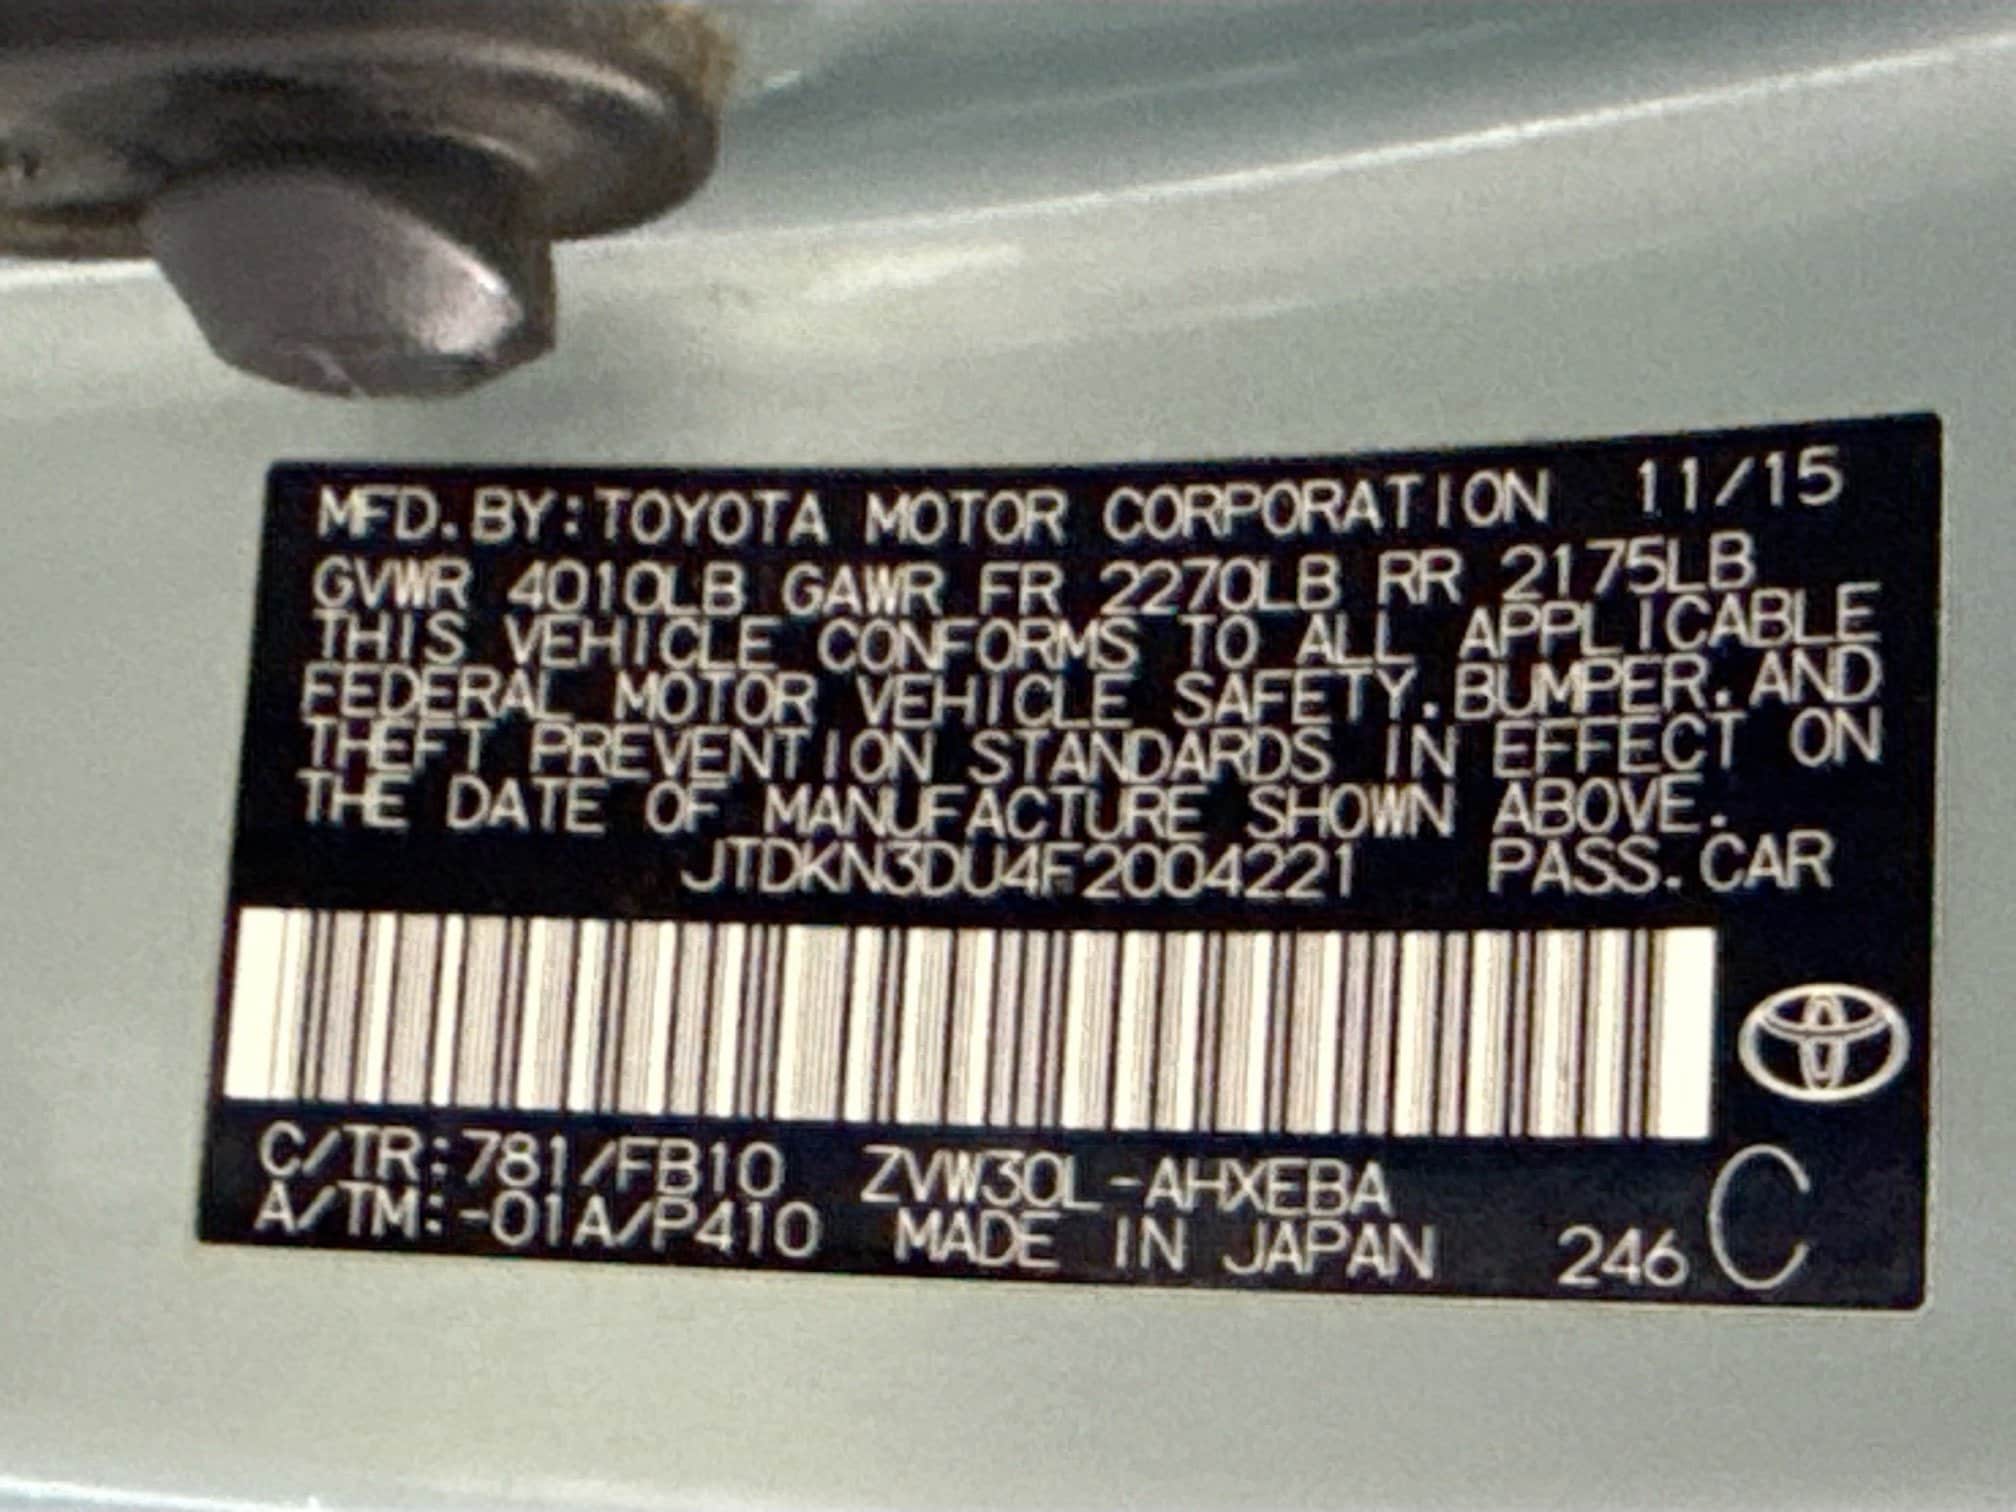 MFD.BY:TOYOTA MOTOR CORPORATION 11/15
GVWR 4010LB GAWR FR 2270LB RR 2175LB
THIS VEHICLE CONFORMS TO ALL APPLICABLE
FEDERAL MOTOR VEHICLE SAFETY.BUMPER.AND
THEFT PREVENTION STANDARDS IN EFFECT ON
THE DATE OF MANUFACTURE SHOWN ABOVE.
JTDKN3DU4F2004221 PASS.CAR
C/TR:781/FB10 ZVW30L-AHXEBA
A/TM:-01A/P410 MADE IN JAPAN 246 C